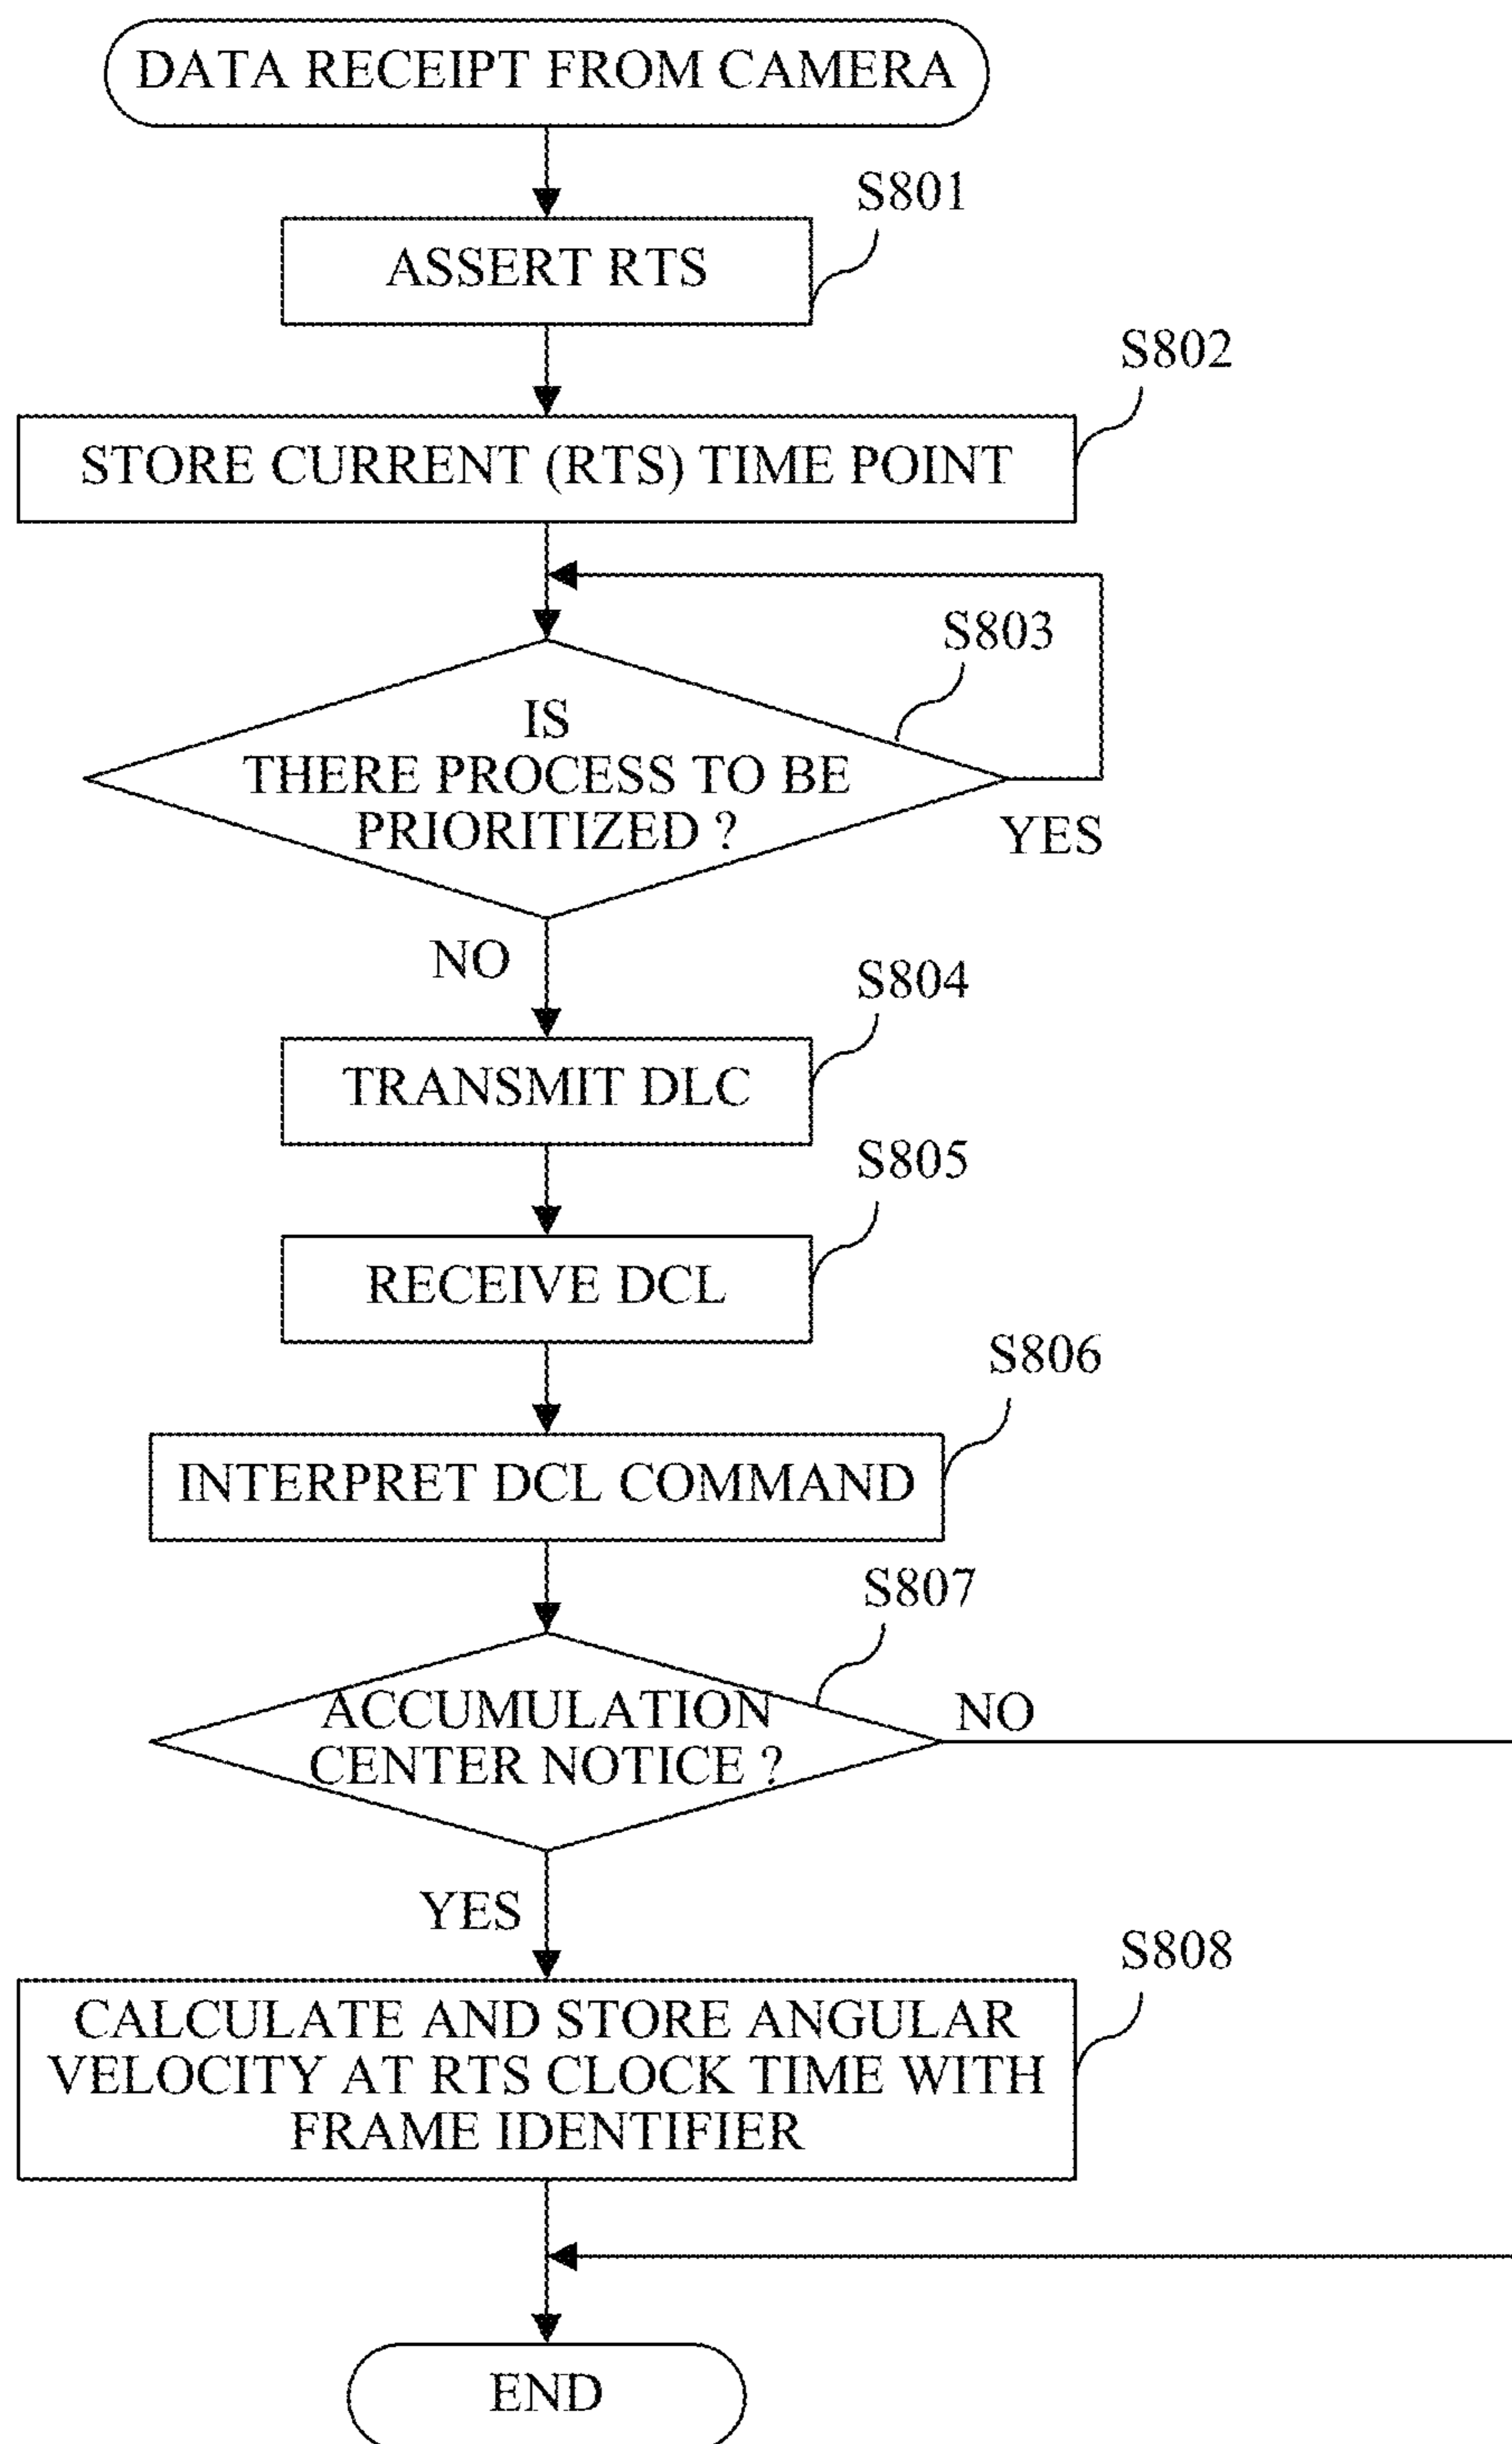 DATA RECEIPT FROM CAMERA
S801
ASSERT RTS
S802
STORE CURRENT (RTS) TIME POINT
S803
IS
THERE PROCESS TO BE
PRIORITIZED ?
YES
NO
S804
TRANSMIT DLC
S805
RECEIVE DCL
S806
INTERPRET DCL COMMAND
S807
ACCUMULATION
CENTER NOTICE ?
NO
YES
S808
CALCULATE AND STORE ANGULAR
VELOCITY AT RTS CLOCK TIME WITH
FRAME IDENTIFIER
END